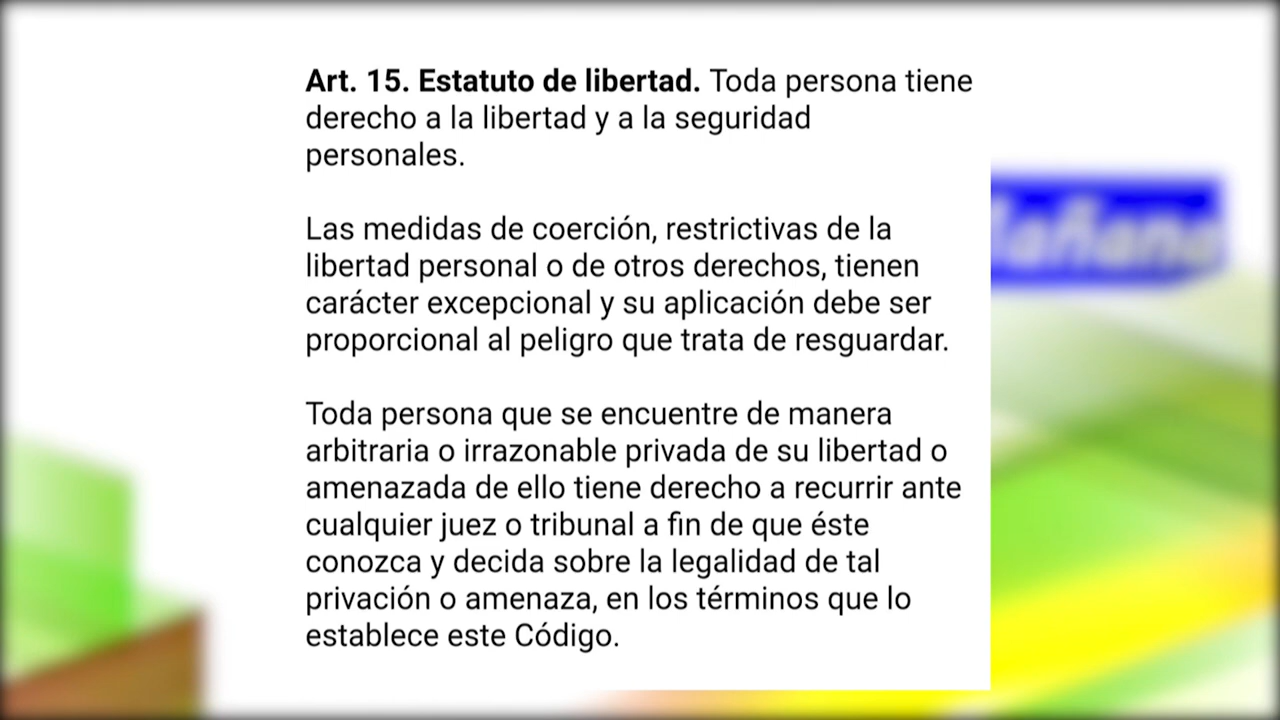 Art. 15. Estatuto de libertad. Toda persona tiene
derecho a la libertad y a la seguridad
personales.
Las medidas de coerción, restrictivas de la
libertad personal o de otros derechos, tienen
carácter excepcional y su aplicación debe ser
proporcional al peligro que trata de resguardar.
Toda persona que se encuentre de manera
arbitraria o irrazonable privada de su libertad o
amenazada de ello tiene derecho a recurrir ante
cualquier juez o tribunal a fin de que éste
conozca y decida sobre la legalidad de tal
privación o amenaza, en los términos que lo
establece este Código.